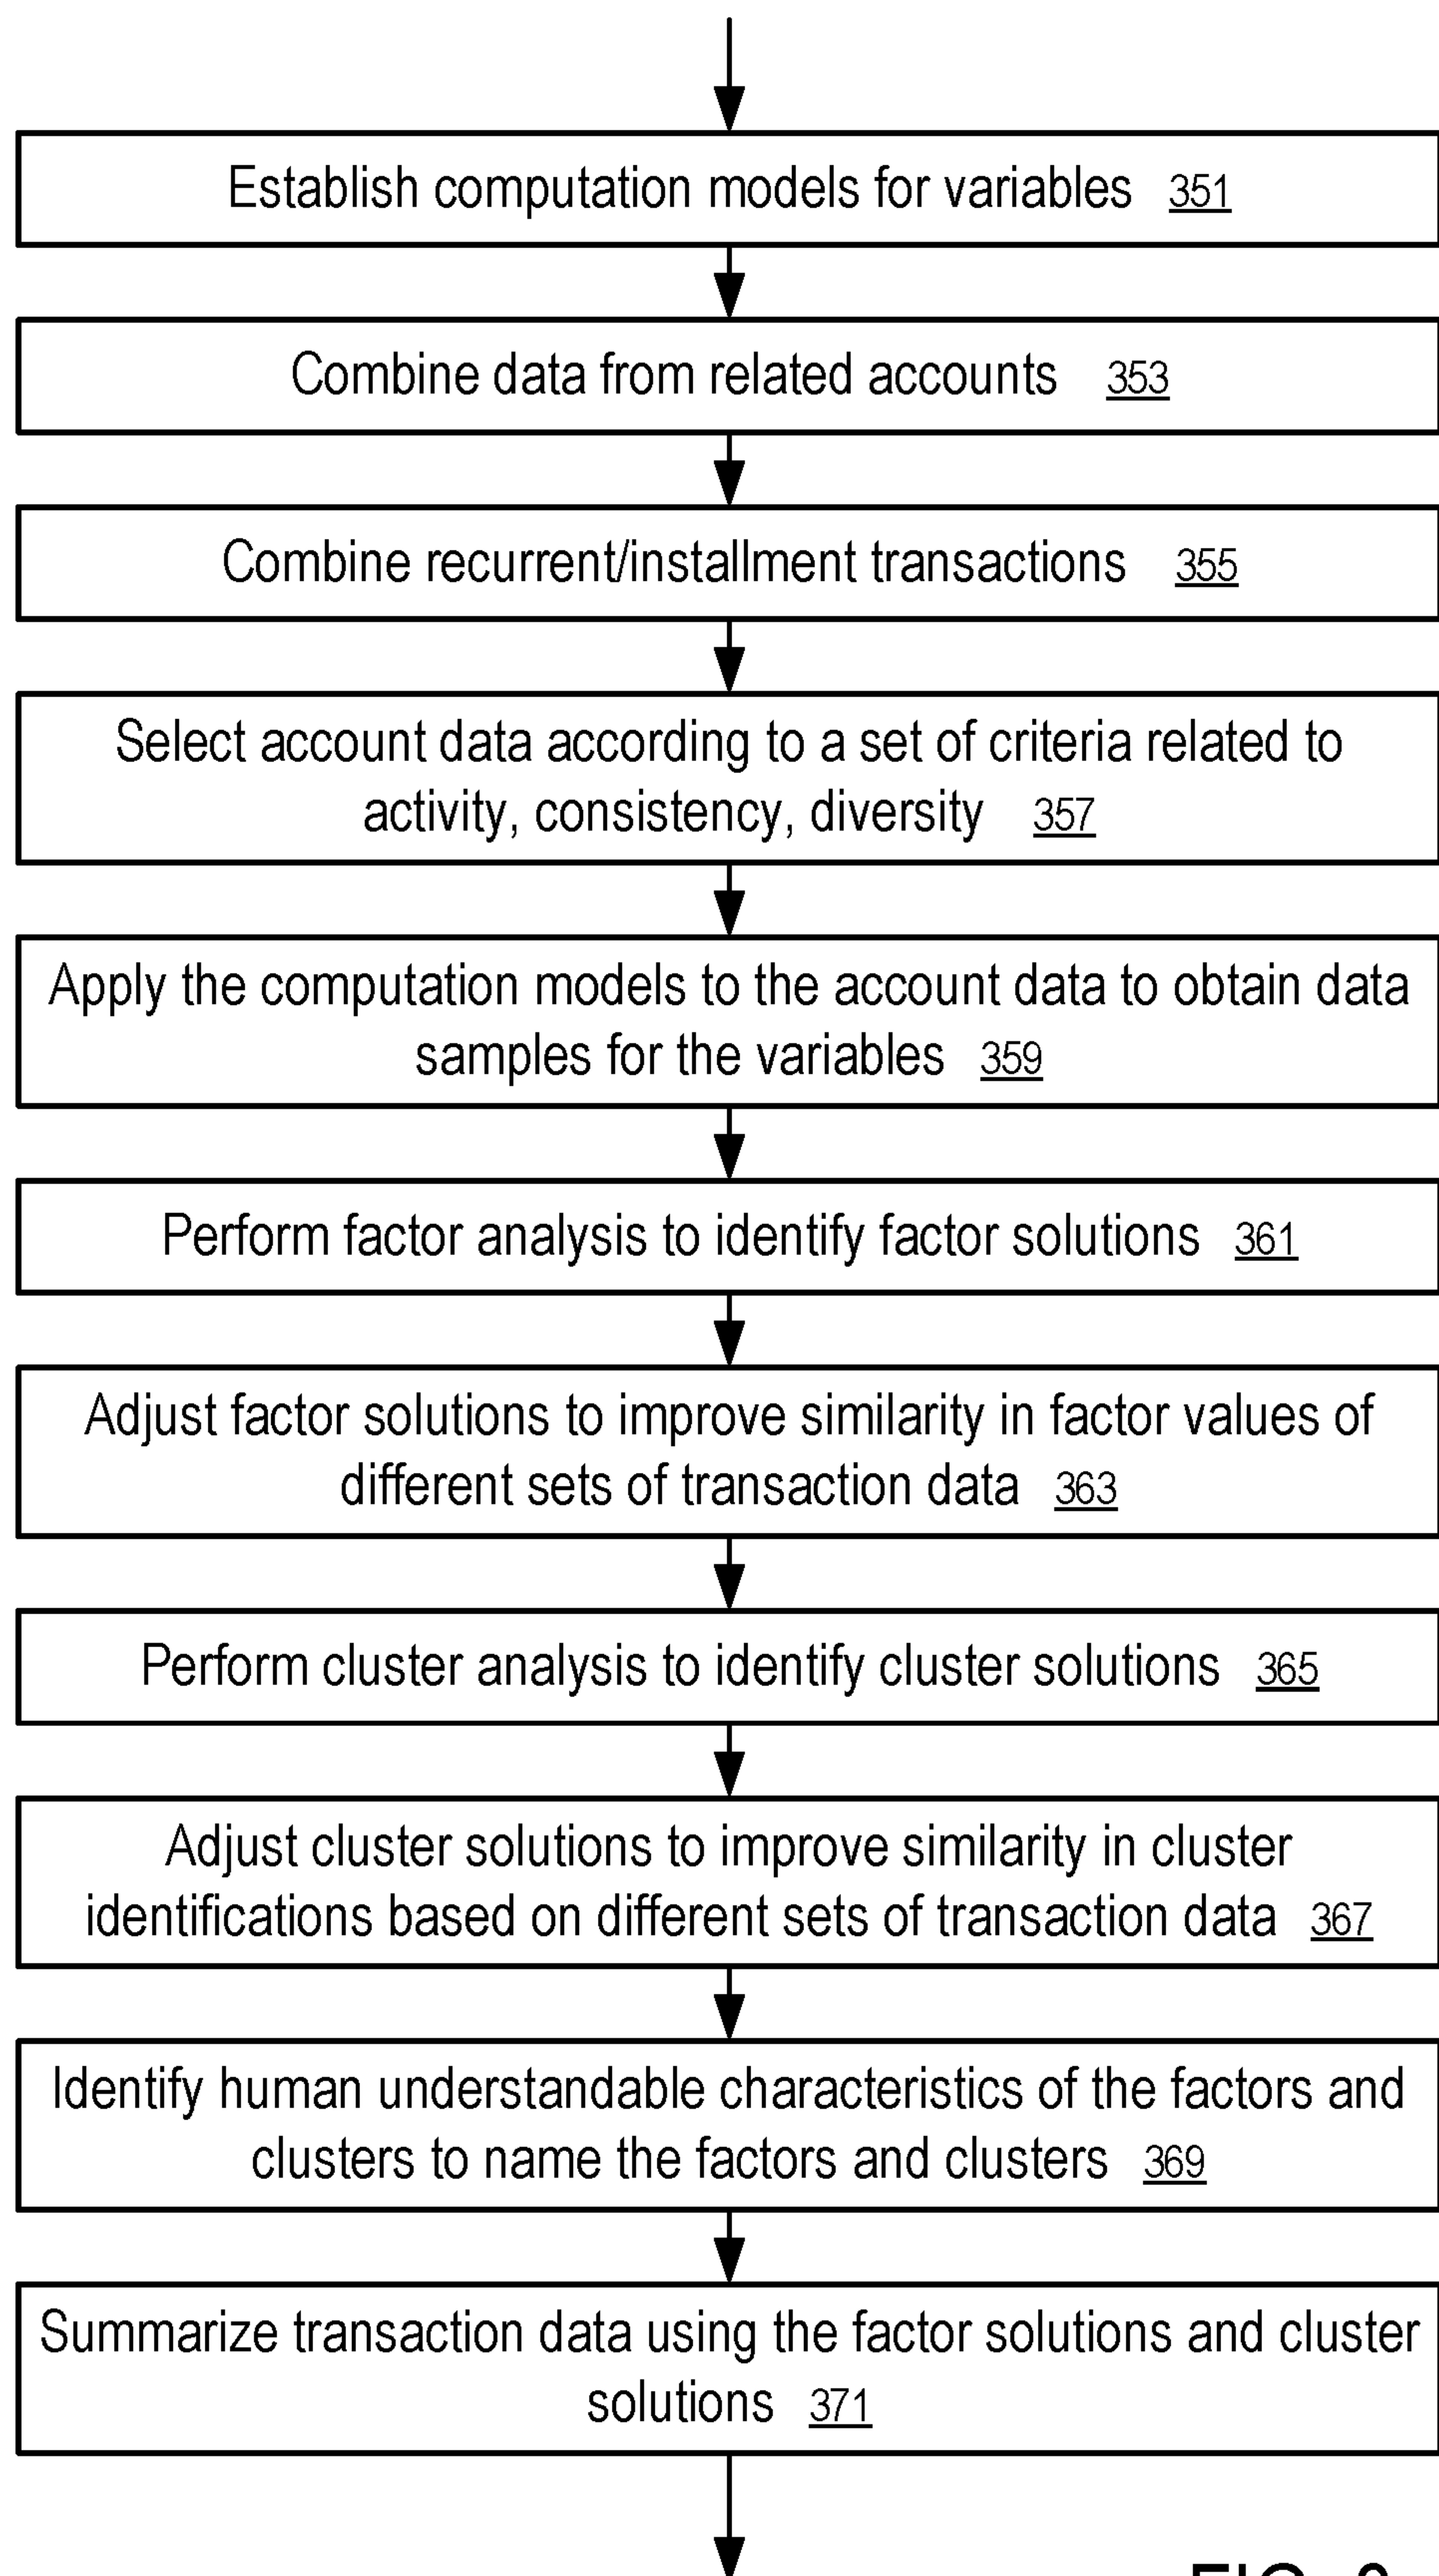 Establish computation models for variables 351
Combine data from related accounts 353
Combine recurrent/installment transactions 355
Select account data according to a set of criteria related to
activity, consistency, diversity 357
Apply the computation models to the account data to obtain data
samples for the variables 359
Perform factor analysis to identify factor solutions 361
Adjust factor solutions to improve similarity in factor values of
different sets of transaction data 363
Perform cluster analysis to identify cluster solutions 365
Adjust cluster solutions to improve similarity in cluster
identifications based on different sets of transaction data 367
Identify human understandable characteristics of the factors and
clusters to name the factors and clusters 369
Summarize transaction data using the factor solutions and cluster
solutions 371